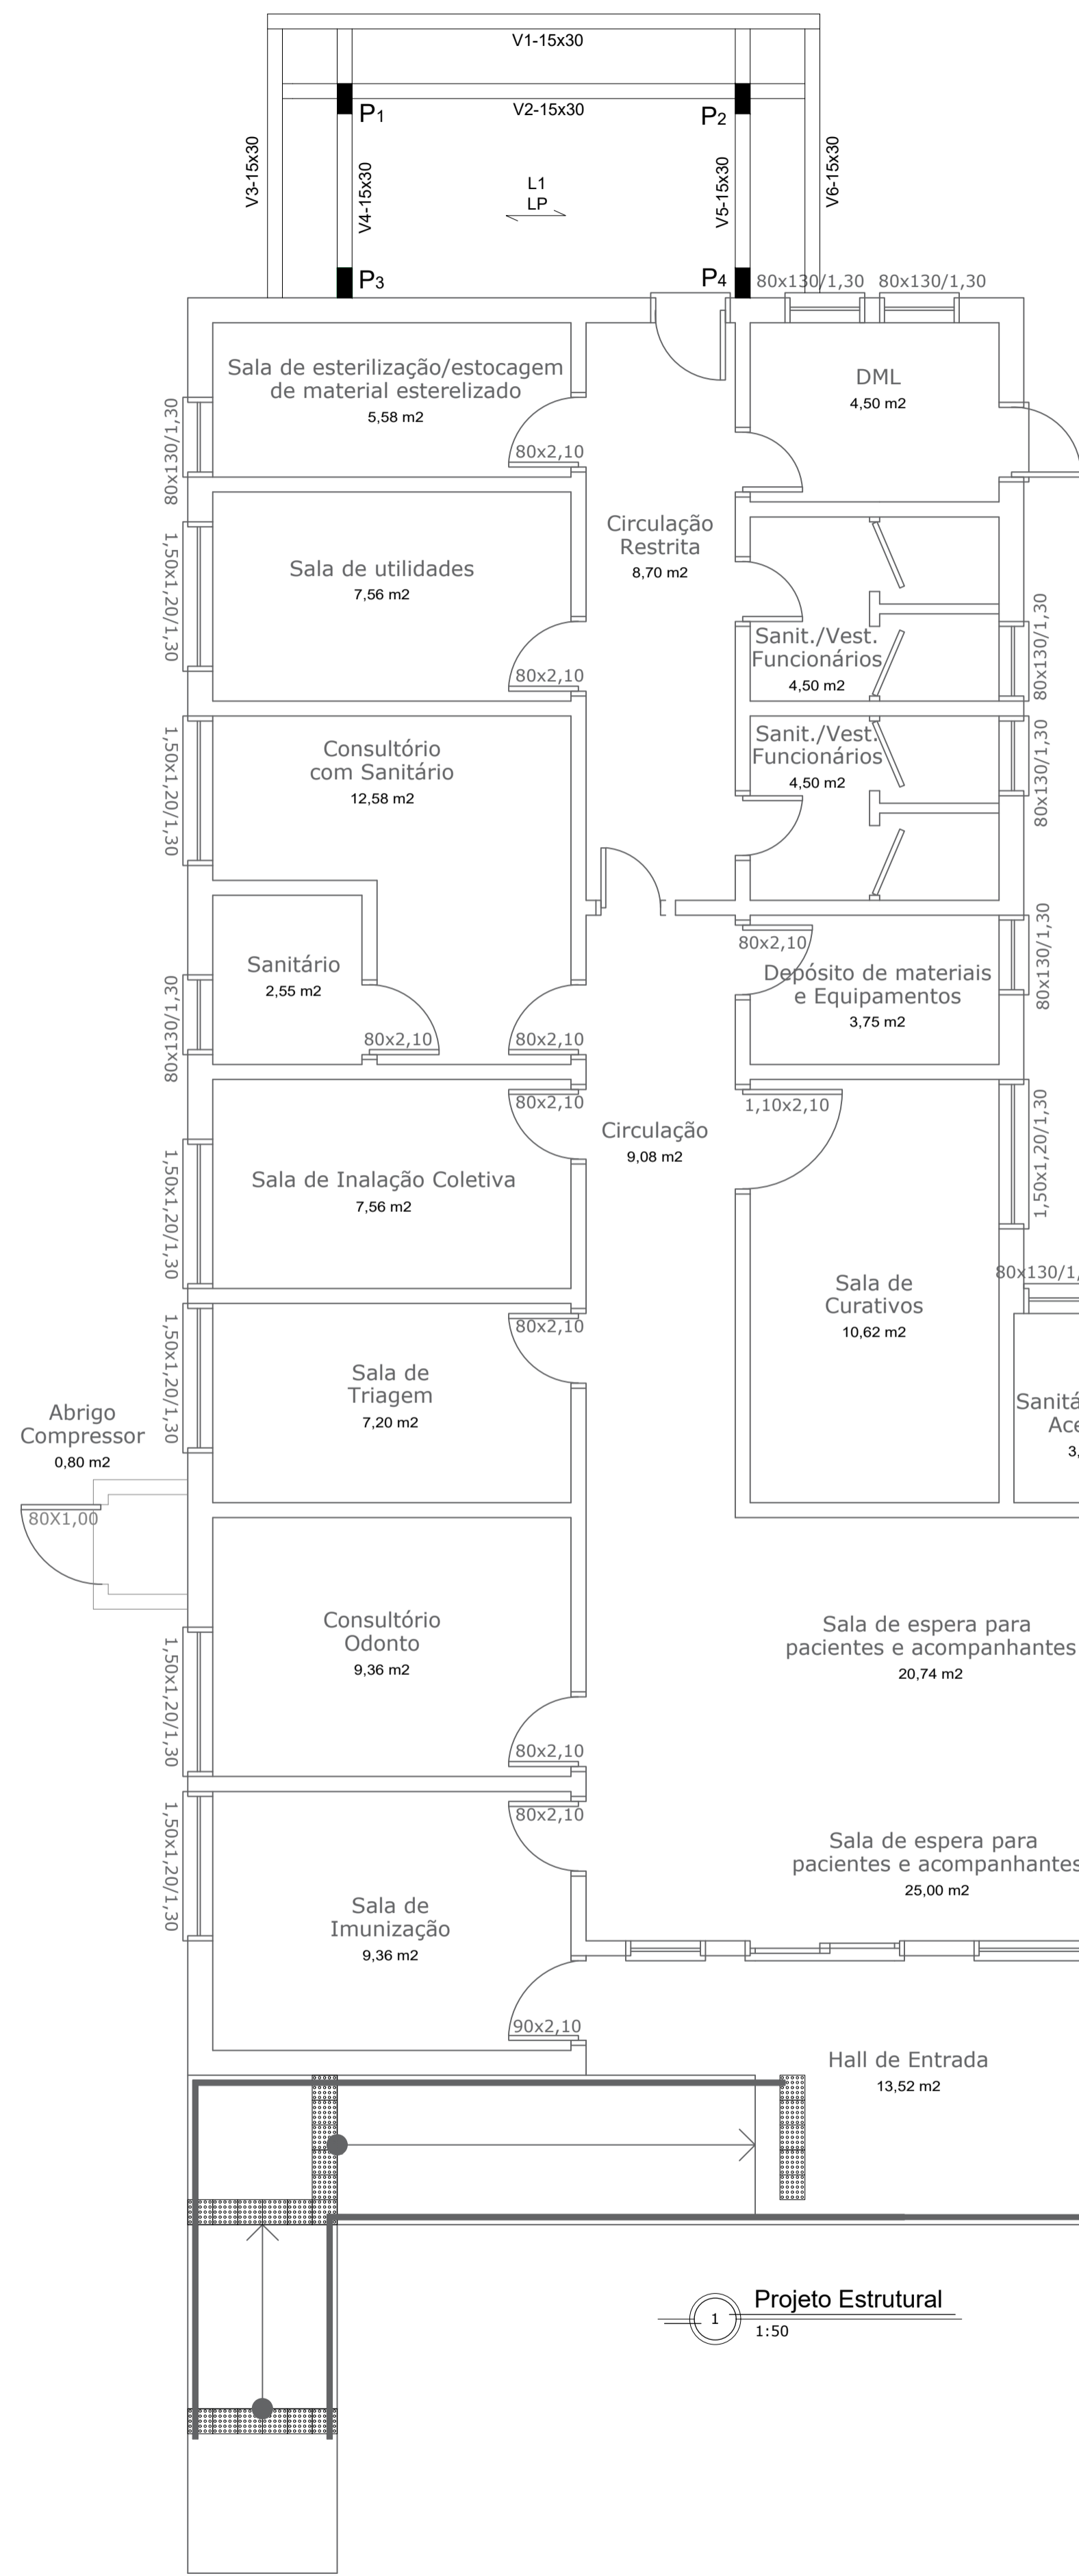 V1-15x30
V2-15x30
P1
P2
V3-15x30
V4-15x30
L1
LP
V5-15x30
V6-15x30
P3
P4
80x130/1,30
80x130/1,30
Sala de esterilização/estocagem
de material esterelizado
5,58 m2
80x130/1,30
80x2,10
DML
4,50 m2
Sala de utilidades
7,56 m2
1,50x1,20/1,30
80x2,10
Circulação
Restrita
8,70 m2
Sanit./Vest.
Funcionários
4,50 m2
80x130/1,30
Sanit./Vest.
Funcionários
4,50 m2
80x130/1,30
Consultório
com Sanitário
12,58 m2
1,50x1,20/1,30
Sanitário
2,55 m2
80x130/1,30
80x2,10
80x2,10
80x2,10
Depósito de materiais
e Equipamentos
3,75 m2
80x130/1,30
80x2,10
1,10x2,10
Circulação
9,08 m2
1,50x1,20/1,30
Sala de Inalação Coletiva
7,56 m2
1,50x1,20/1,30
80x130/1,
Sala de
Curativos
10,62 m2
80x2,10
Sala de
Triagem
7,20 m2
1,50x1,20/1,30
Sanitá
Ace
3,
Abrigo
Compressor
0,80 m2
80X1,00
Consultório
Odonto
9,36 m2
1,50x1,20/1,30
80x2,10
Sala de espera para
pacientes e acompanhantes
20,74 m2
80x2,10
1,50x1,20/1,30
Sala de espera para
pacientes e acompanhantes
25,00 m2
Sala de
Imunização
9,36 m2
90x2,10
Hall de Entrada
13,52 m2
1
Projeto Estrutural
1:50